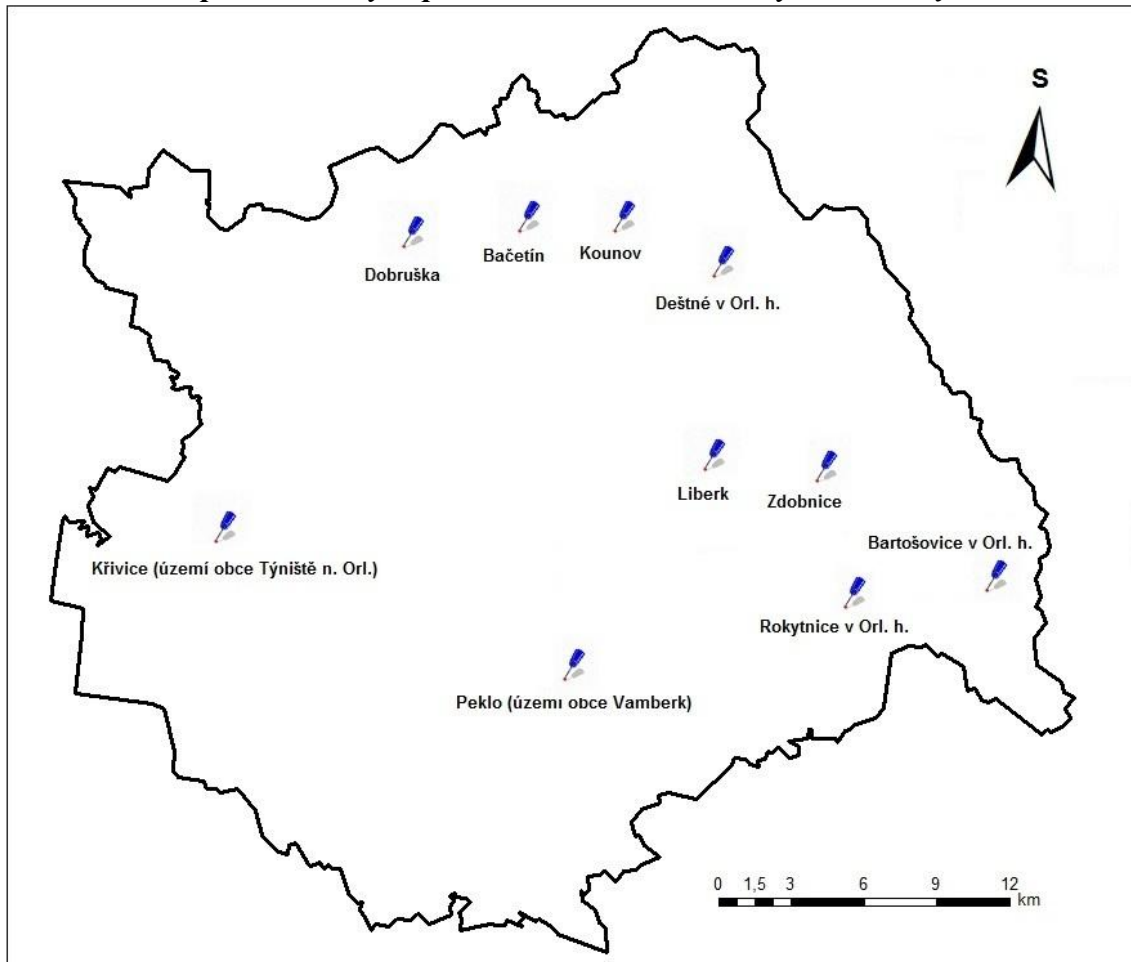 S
Dobruška
Bačetín
Kounov
Deštné v Orl. h.
Liberk
Zdobnice
Bartošovice v Orl. h.
Křivice (území obce Týniště n. Orl.)
Rokytnice v Orl. h.
Peklo (území obce Vamberk)
0 1,5 3 6 9 12
km